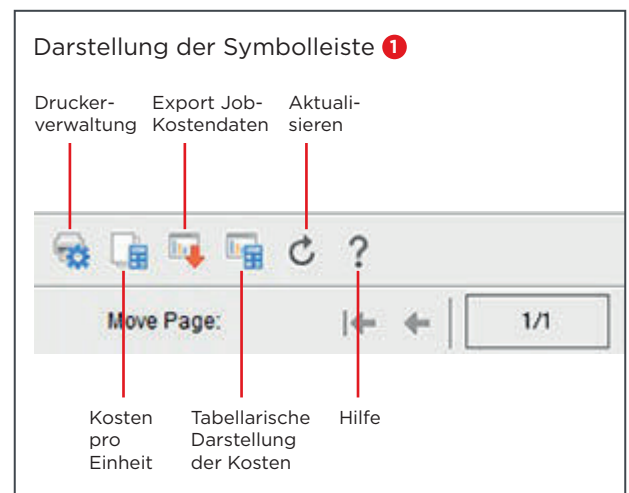 Darstellung der Symbolleiste 1
Drucker-
verwaltung
Export Job-
Kostendaten
Aktuali-
sieren
?
Move Page:
1/1
Kosten
pro
Einheit
Tabellarische
Darstellung
der Kosten
Hilfe